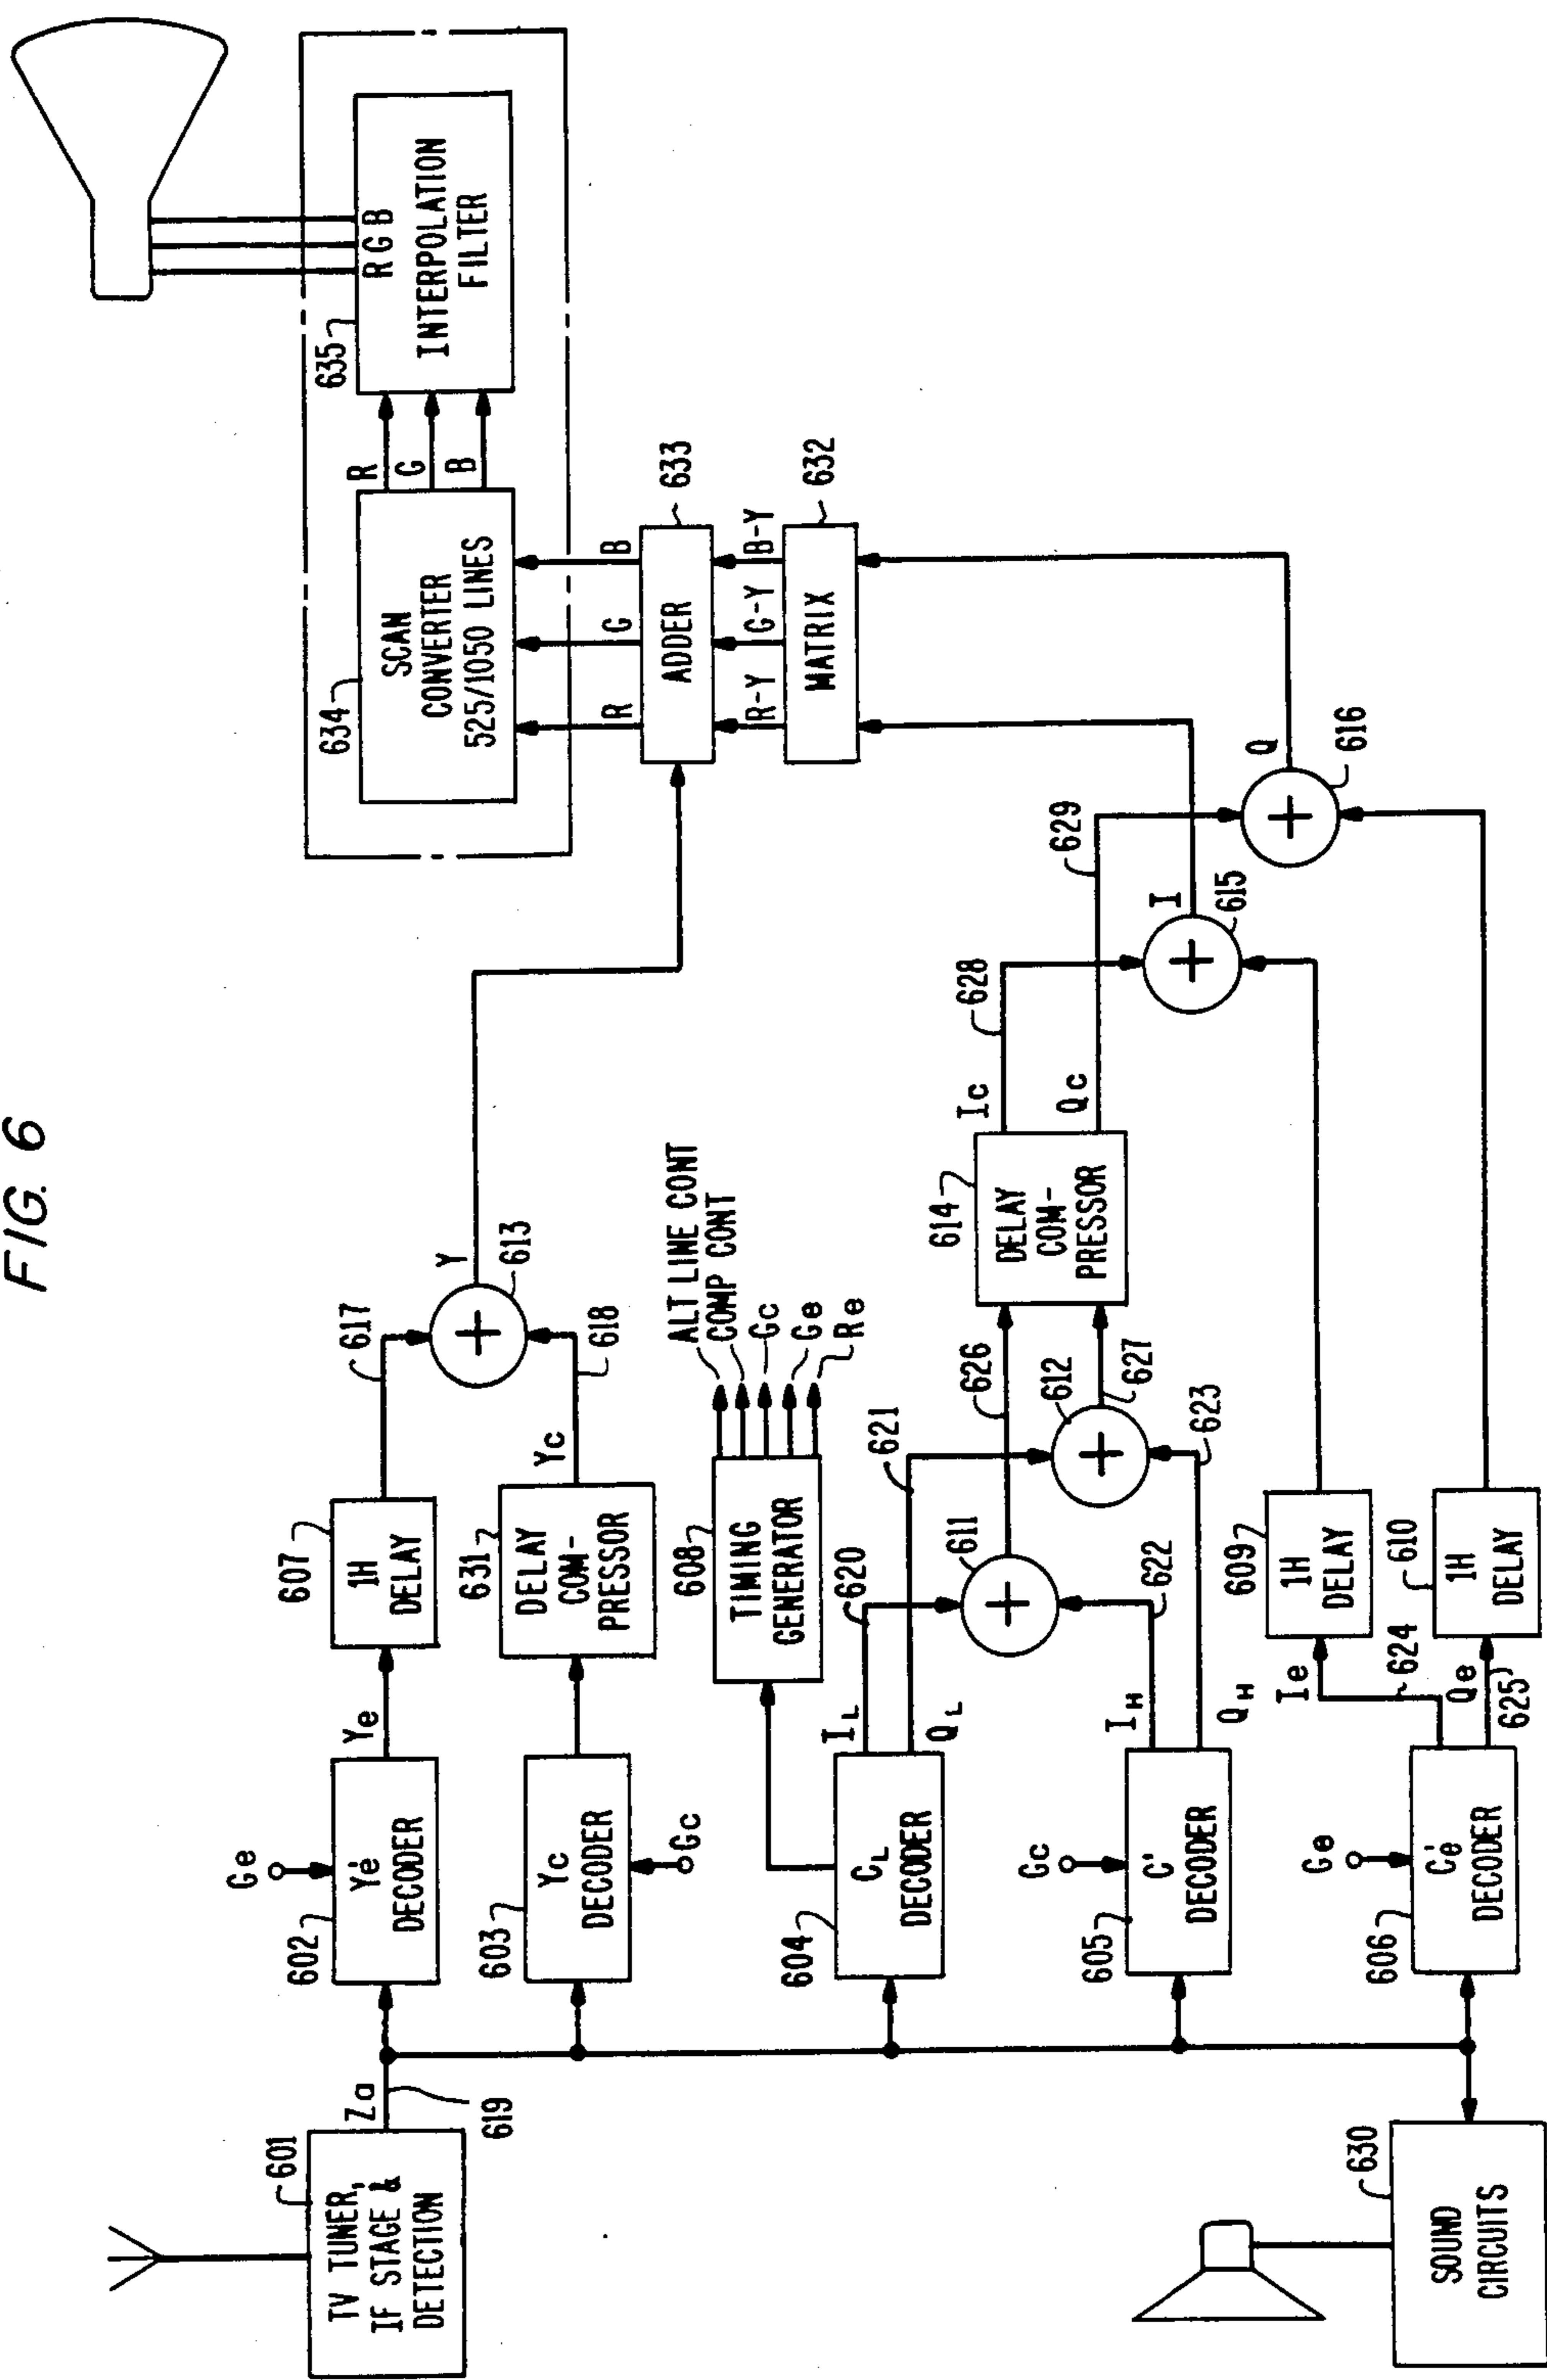 FIG. 6
601
TV TUNER,
IF STAGE &
DETECTION
Za
619
Ge
602
Y'e
DECODER
Ye
607
1H
DELAY
617
Y
613
603
Yc
DECODER
Gc
631
DELAY
COM-
PRESSOR
Yc
618
608
TIMING
GENERATOR
ALT LINE CONT
COMP CONT
Gc
Ge
Re
604
CL
DECODER
IL
QL
620
621
611
626
612
627
605
Gc
C'
DECODER
IH
QH
622
623
614
DELAY
COM-
PRESSOR
Ic
Qc
628
629
606
Ge
C'e
DECODER
Ie
624
Qe
625
609
1H
DELAY
610
1H
DELAY
I
615
Q
616
630
SOUND
CIRCUITS
632
MATRIX
R-Y
G-Y
B-Y
633
ADDER
R
G
B
634
SCAN
CONVERTER
525/1050 LINES
R
G
B
635
INTERPOLATION
FILTER
R G B